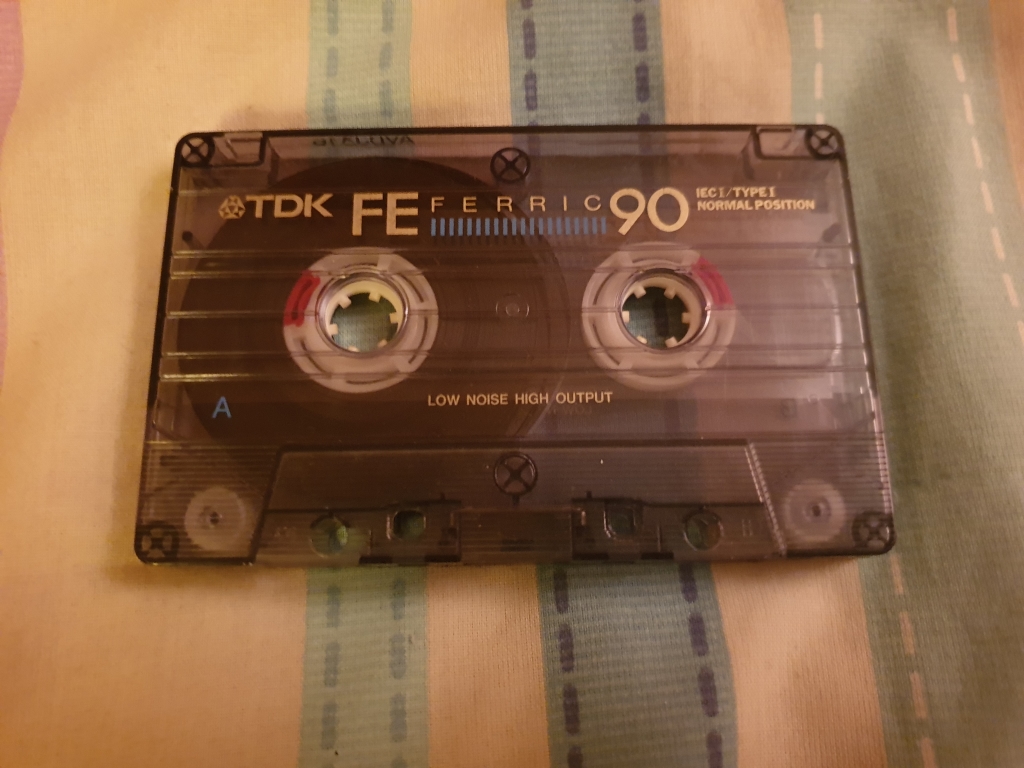 TDK FE FERRIC 90 IEC I/TYPE I
NORMAL POSITION
A
LOW NOISE HIGH OUTPUT